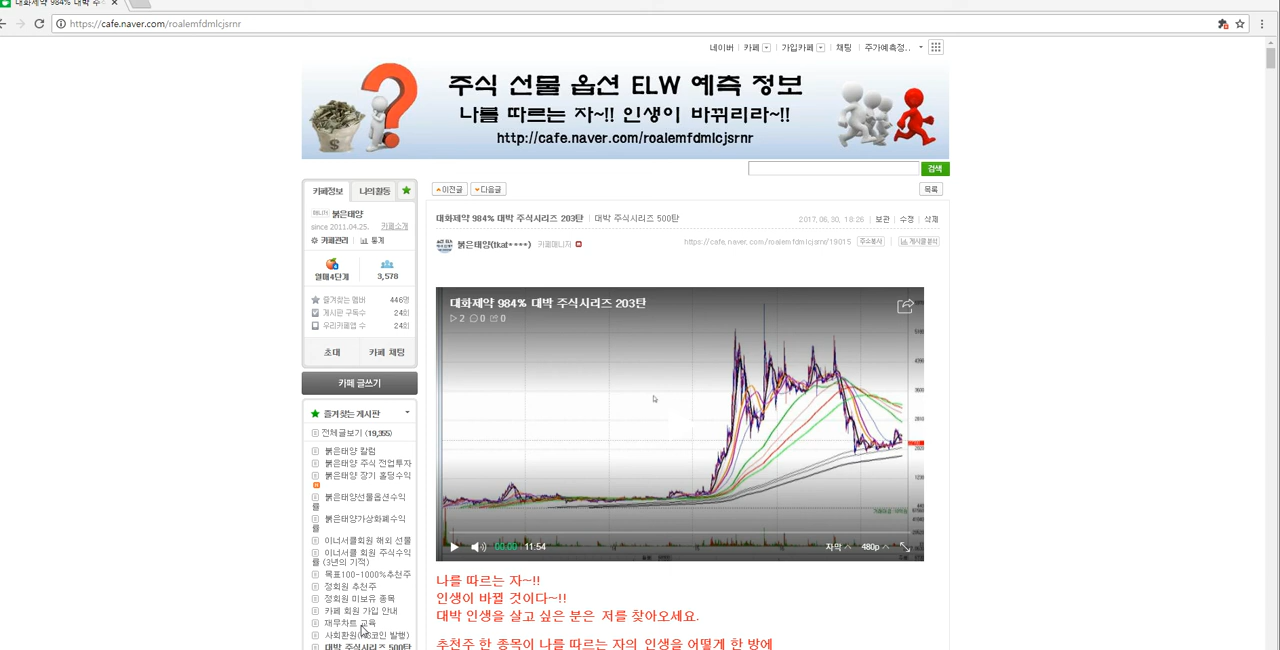 대화제약 984% 대박 주식
https://cafe.naver.com/roalemfdmlcjsrnr
네이버 카페 가입카페 채팅 주가예측정..
주식 선물 옵션 ELW 예측 정보
나를 따르는 자~!! 인생이 바뀌리라~!!
http://cafe.naver.com/roalemfdmlcjsrnr
검색
카페정보 나의활동
이전글 다음글 목록
매니저 붉은태양
since 2011.04.25. 카페소개
카페관리 통계
열매4단계 3,578
즐겨찾는 멤버 446명
게시판 구독수 24회
우리카페앱 수 24회
초대 카페 채팅
카페 글쓰기
즐겨찾는 게시판
전체글보기 (19,355)
붉은태양 칼럼
붉은태양 주식 전업투자
붉은태양 장기 홀딩수익
붉은태양선물옵션수익
률
붉은태양가상화폐수익
률
이너서클회원 해외 선물
이너서클 회원 주식수익
률 (3년의 기적)
목표100-1000%추천주
정회원 추천주
정회원 미보유 종목
카페 회원 가입 안내
재무차트 교육
대박 주식시리즈 500탄
대화제약 984% 대박 주식시리즈 203탄 대박 주식시리즈 500탄
2017.06.30. 18:26 보관 수정 삭제
붉은태양(tkat****) 카페매니저
https://cafe.naver.com/roalemfdmlcjsrnr/19015 주소복사 게시글 분석
대화제약 984% 대박 주식시리즈 203탄
2 0 0
00:00 11:54
자막 480p
나를 따르는 자~!!
인생이 바뀔 것이다~!!
대박 인생을 살고 싶은 분은 저를 찾아오세요.
추천주 한 종목이 나를 따르는 자의 인생을 어떻게 한 방에